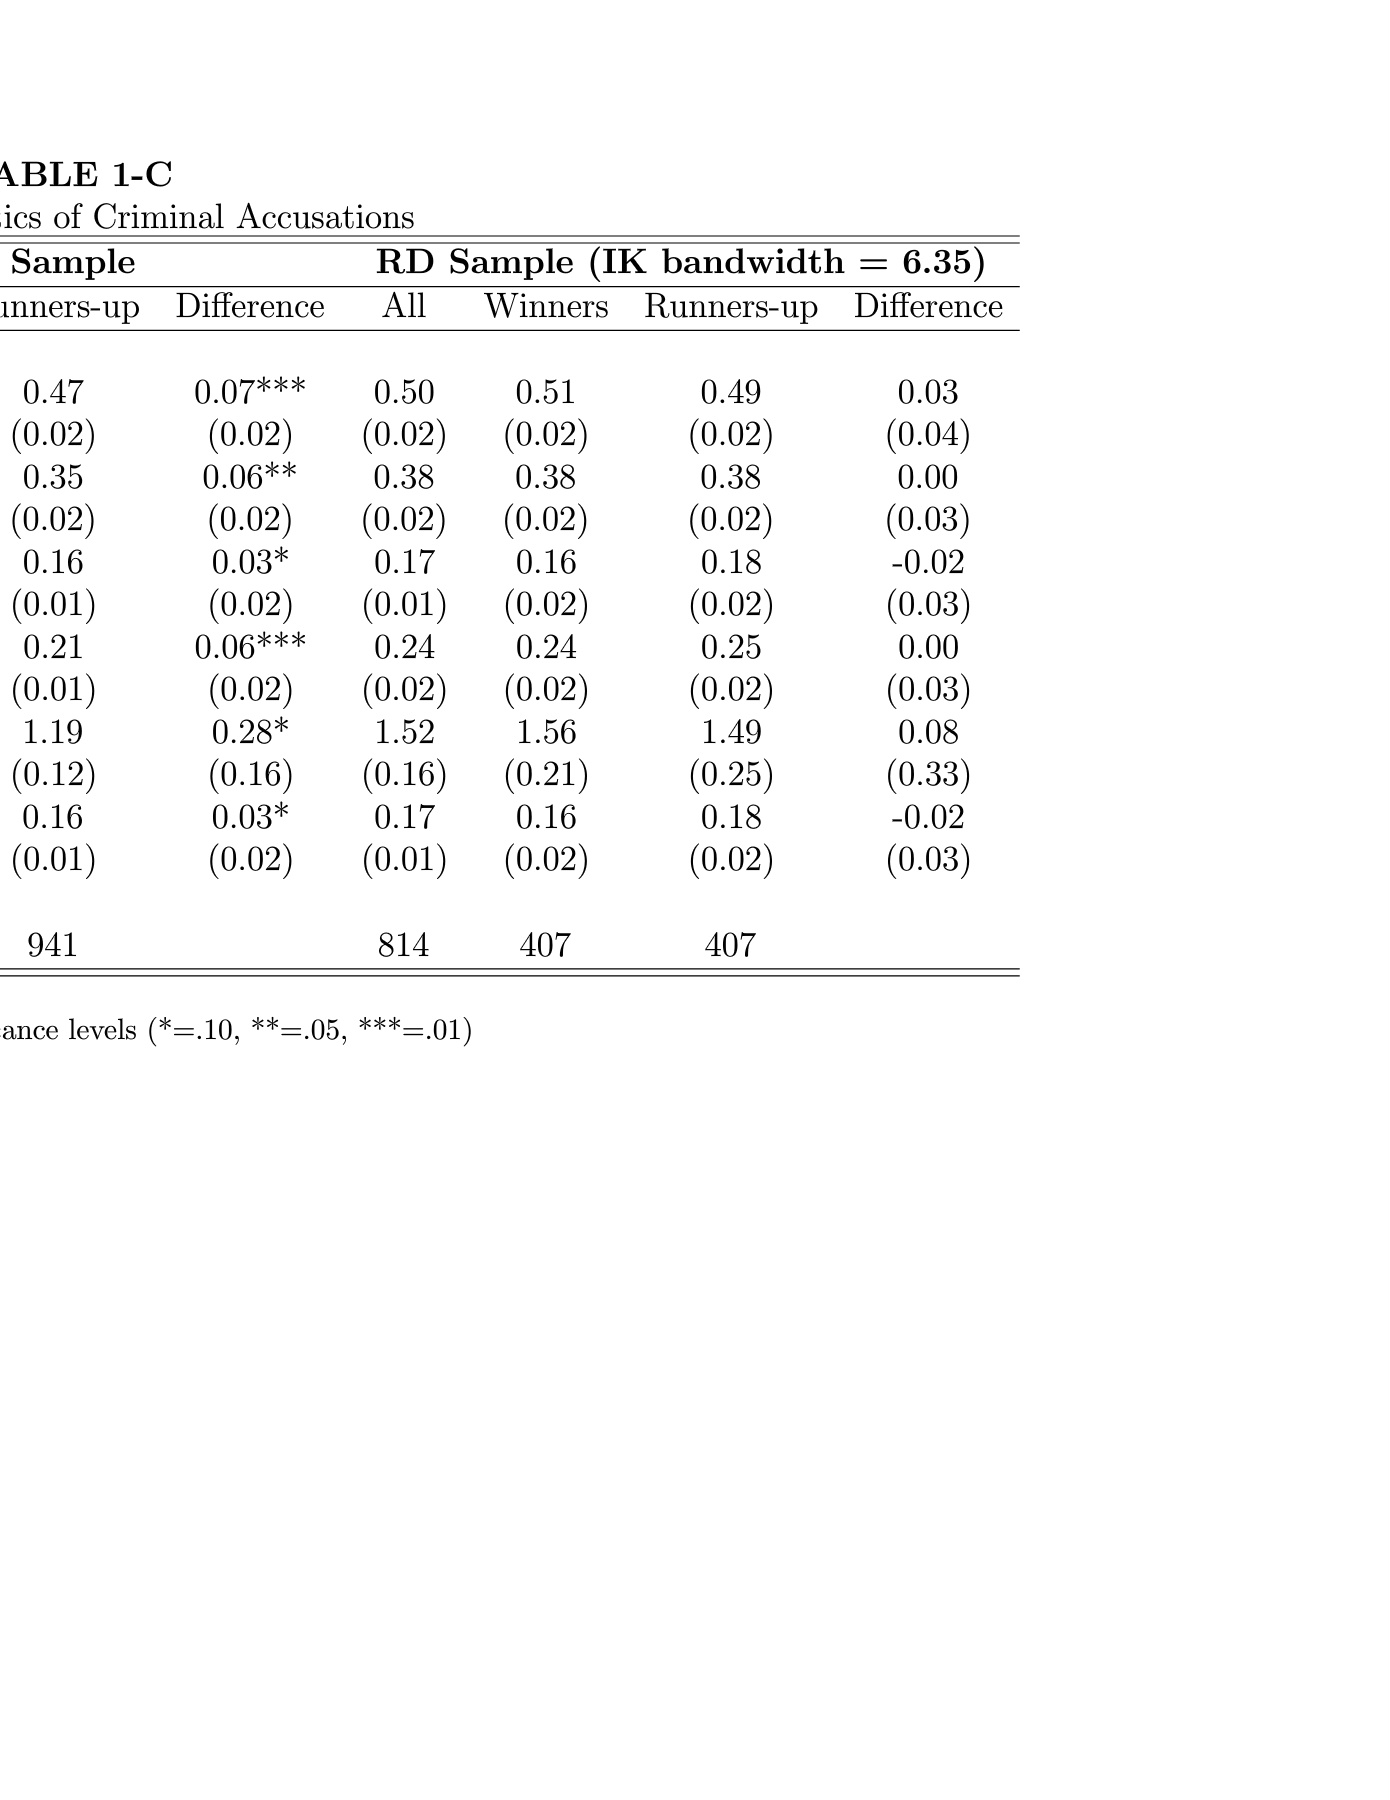 ABLE 1-C
ics of Criminal Accusations
Sample RD Sample (IK bandwidth = 6.35)
unners-up Difference All Winners Runners-up Difference
0.47 0.07*** 0.50 0.51 0.49 0.03
(0.02) (0.02) (0.02) (0.02) (0.02) (0.04)
0.35 0.06** 0.38 0.38 0.38 0.00
(0.02) (0.02) (0.02) (0.02) (0.02) (0.03)
0.16 0.03* 0.17 0.16 0.18 -0.02
(0.01) (0.02) (0.01) (0.02) (0.02) (0.03)
0.21 0.06*** 0.24 0.24 0.25 0.00
(0.01) (0.02) (0.02) (0.02) (0.02) (0.03)
1.19 0.28* 1.52 1.56 1.49 0.08
(0.12) (0.16) (0.16) (0.21) (0.25) (0.33)
0.16 0.03* 0.17 0.16 0.18 -0.02
(0.01) (0.02) (0.01) (0.02) (0.02) (0.03)
941 814 407 407
ance levels (*=.10, **=.05, ***=.01)